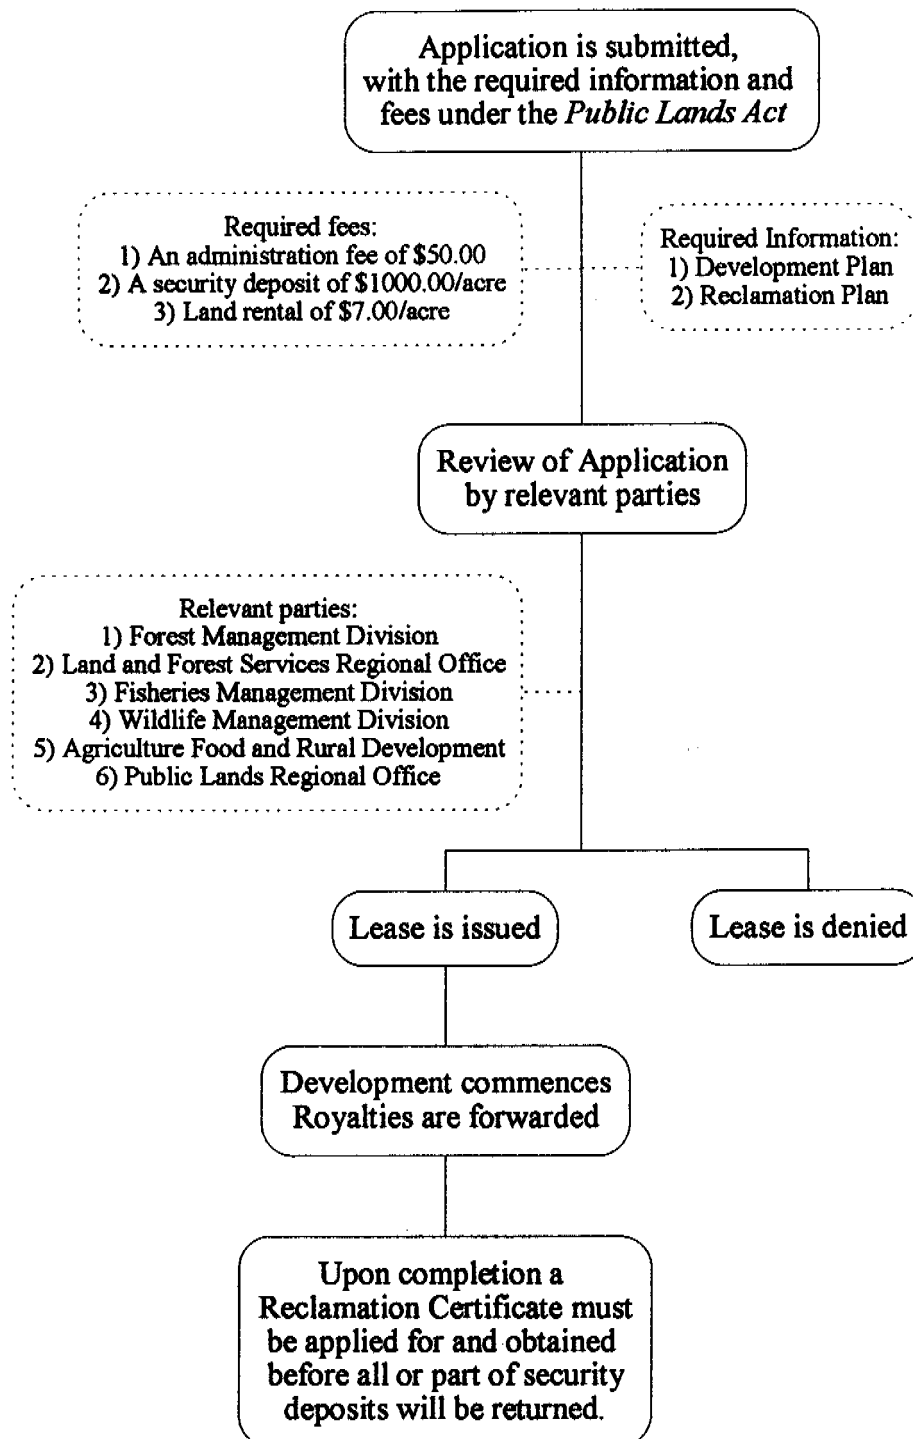 Application is submitted,
with the required information and
fees under the Public Lands Act
Required fees:
1) An administration fee of $50.00
2) A security deposit of $1000.00/acre
3) Land rental of $7.00/acre
Required Information:
1) Development Plan
2) Reclamation Plan
Review of Application
by relevant parties
Relevant parties:
1) Forest Management Division
2) Land and Forest Services Regional Office
3) Fisheries Management Division
4) Wildlife Management Division
5) Agriculture Food and Rural Development
6) Public Lands Regional Office
Lease is issued
Lease is denied
Development commences
Royalties are forwarded
Upon completion a
Reclamation Certificate must
be applied for and obtained
before all or part of security
deposits will be returned.